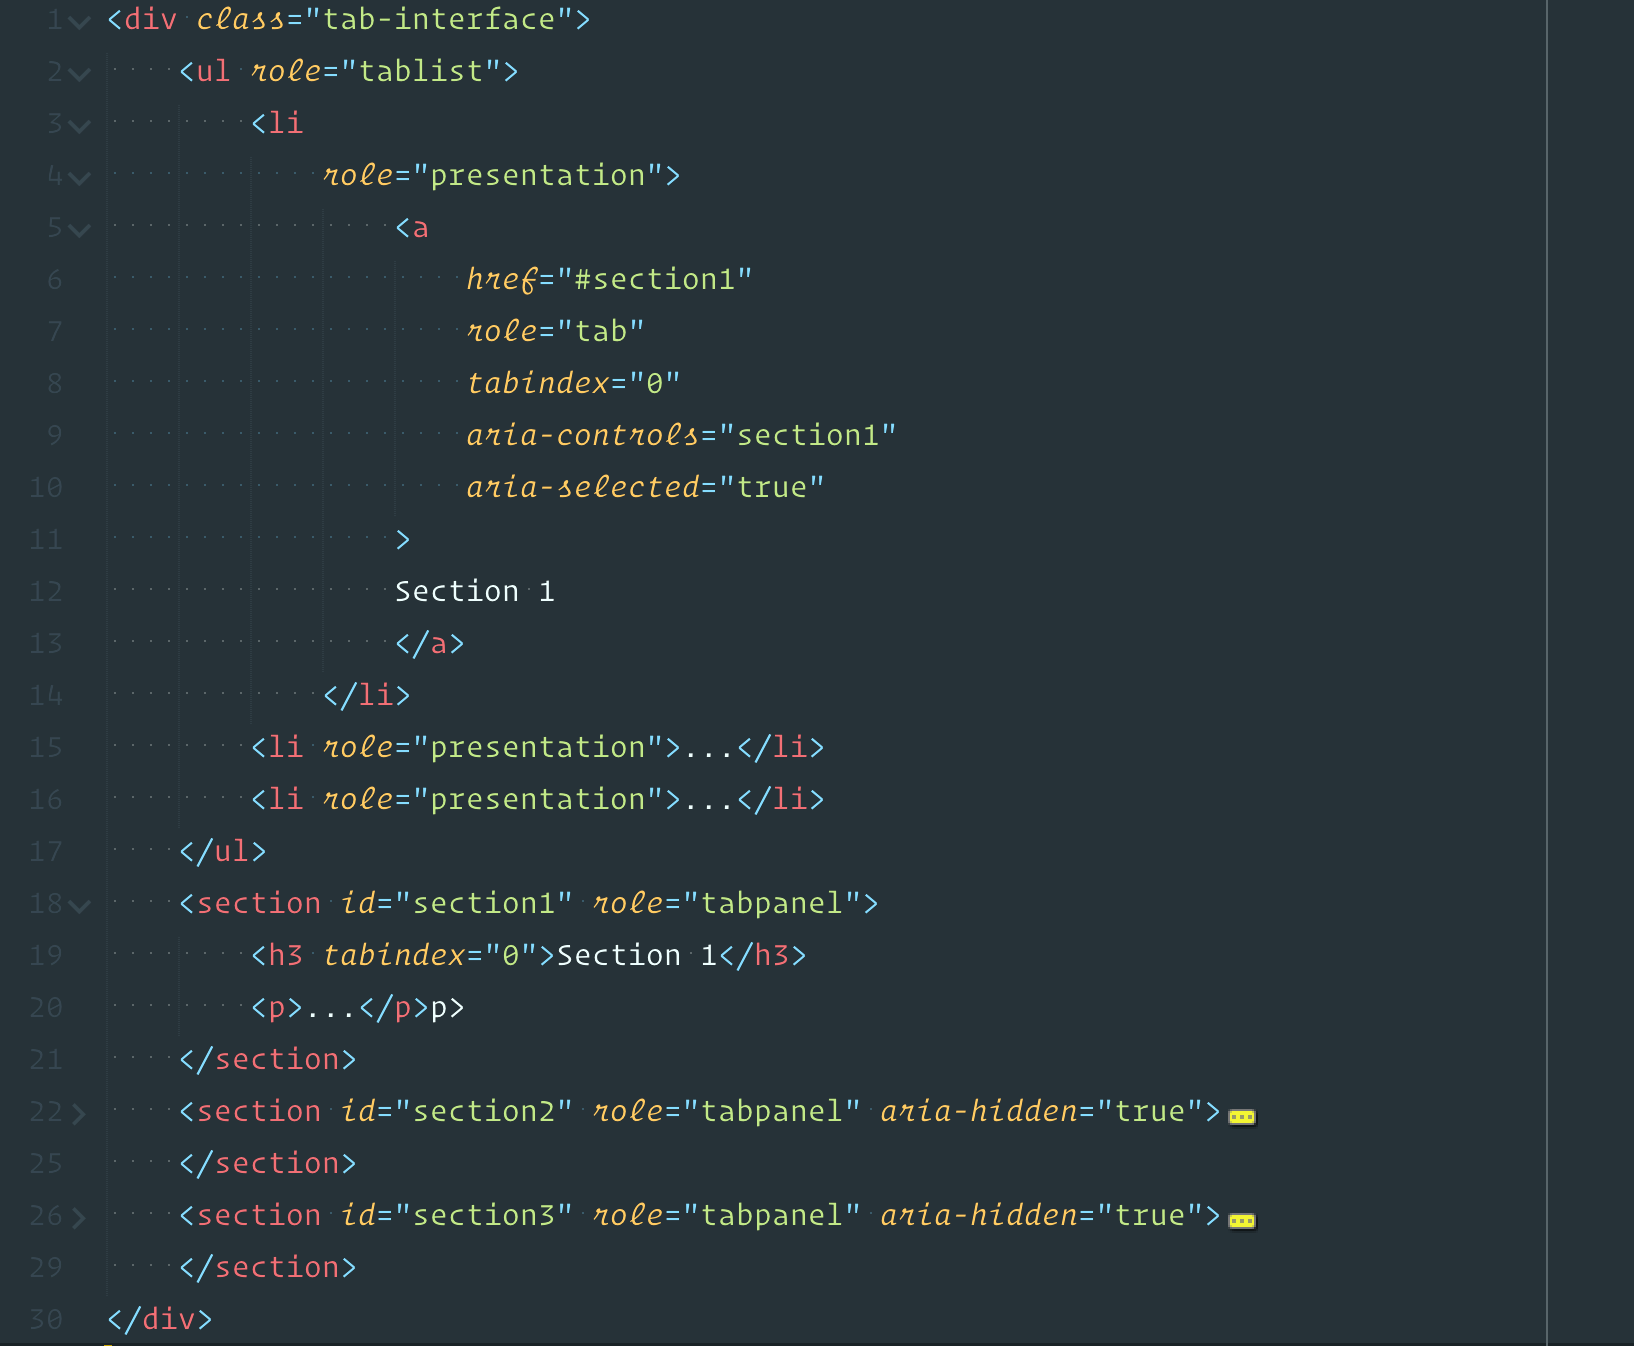 1 <div class="tab-interface">
2 <ul role="tablist">
3 <li
4 role="presentation">
5 <a
6 href="#section1"
7 role="tab"
8 tabindex="0"
9 aria-controls="section1"
10 aria-selected="true"
11 >
12 Section 1
13 </a>
14 </li>
15 <li role="presentation">...</li>
16 <li role="presentation">...</li>
17 </ul>
18 <section id="section1" role="tabpanel">
19 <h3 tabindex="0">Section 1</h3>
20 <p>...</p>p>
21 </section>
22 <section id="section2" role="tabpanel" aria-hidden="true">
25 </section>
26 <section id="section3" role="tabpanel" aria-hidden="true">
29 </section>
30 </div>